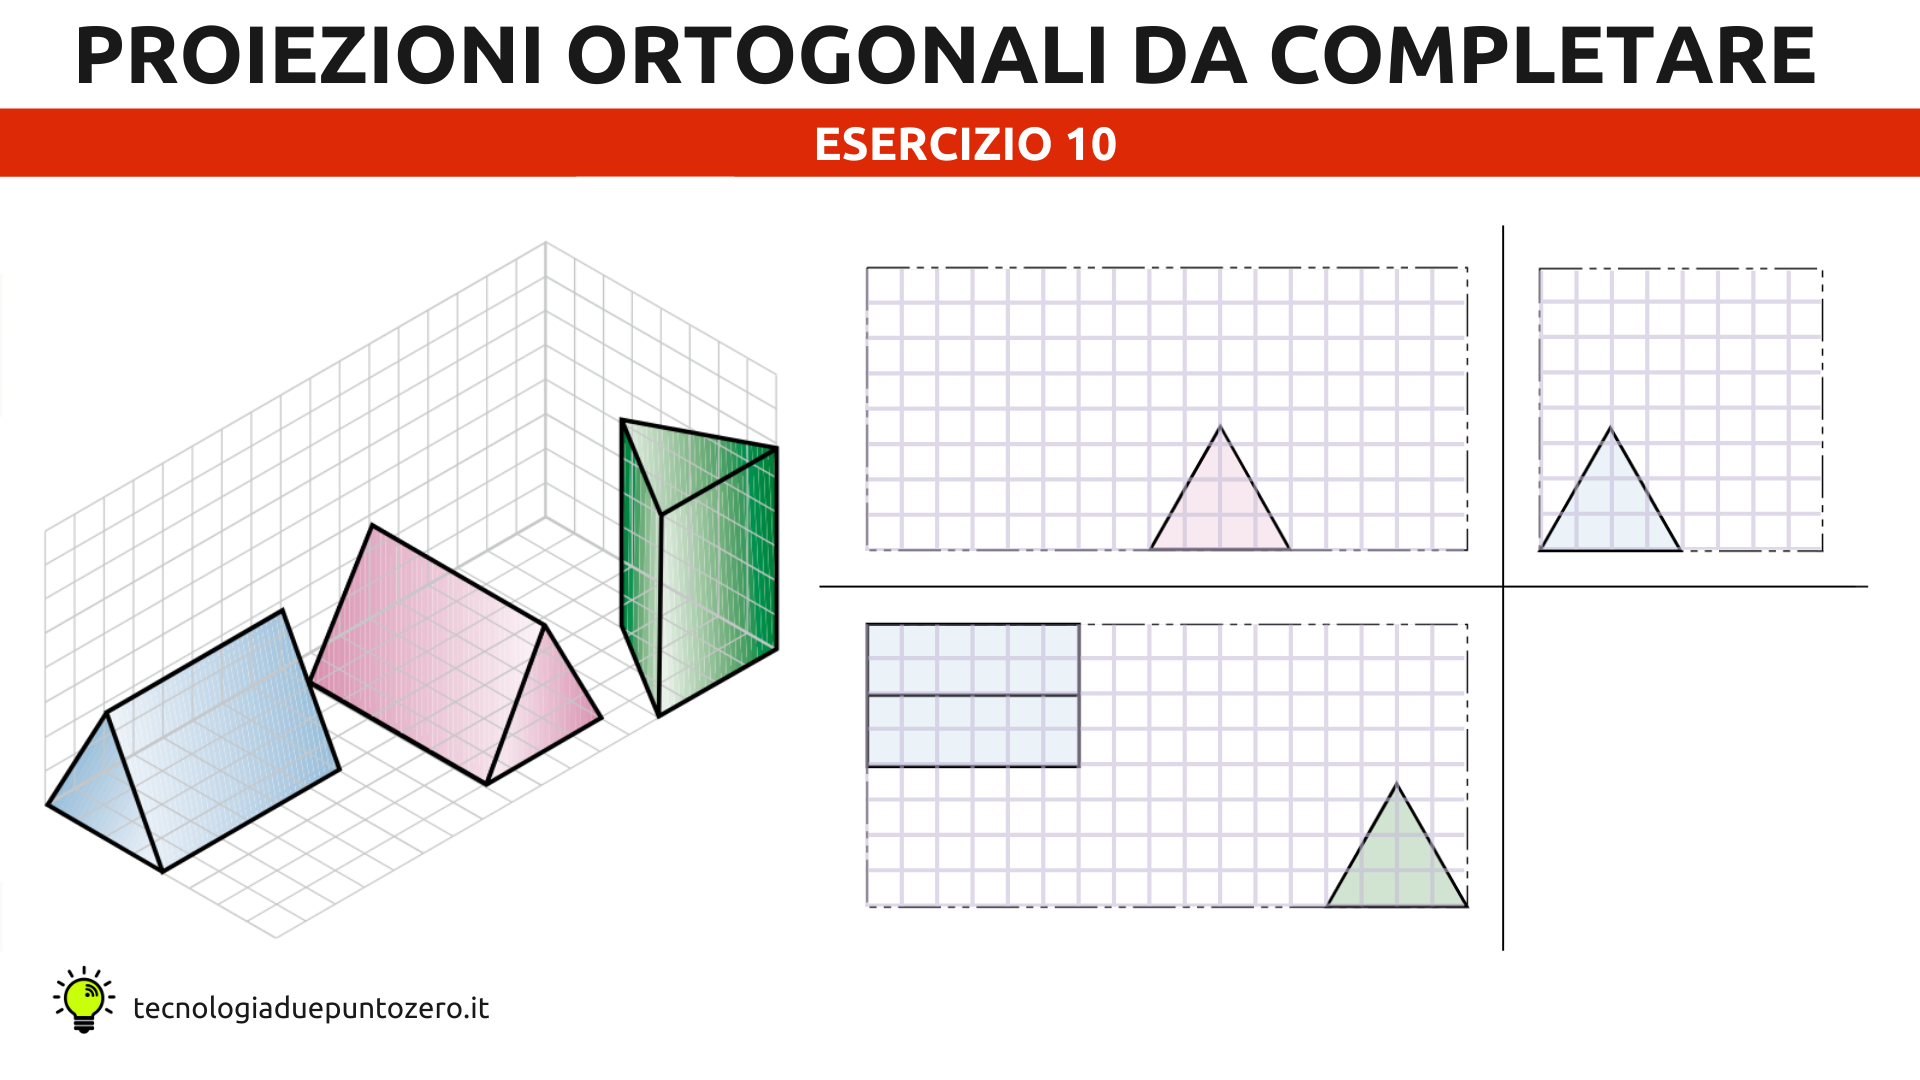 PROIEZIONI ORTOGONALI DA COMPLETARE
ESERCIZIO 10
tecnologiaduepuntozero.it